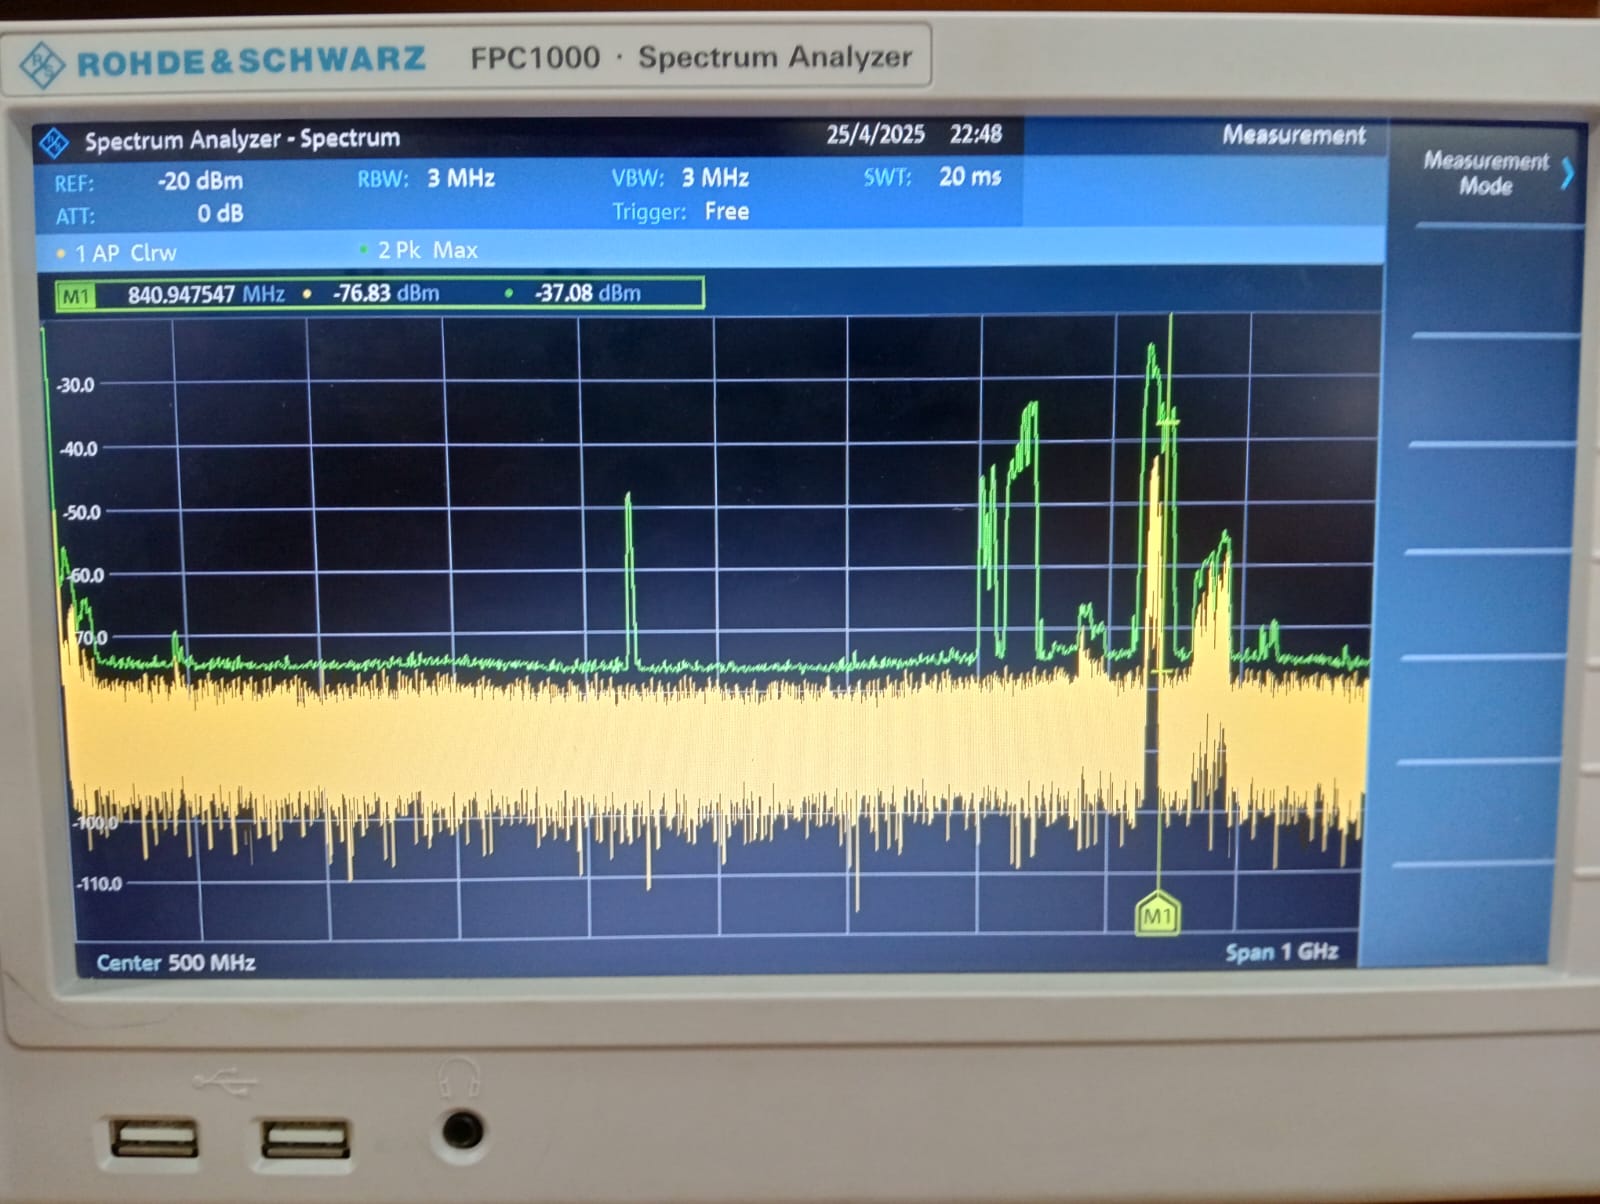 ROHDE&SCHWARZ FPC1000 · Spectrum Analyzer
Spectrum Analyzer - Spectrum 25/4/2025 22:48 Measurement
Measurement
Mode
REF: -20 dBm RBW: 3 MHz VBW: 3 MHz SWT: 20 ms
ATT: 0 dB Trigger: Free
1 AP Clrw 2 Pk Max
M1 840.947547 MHz -76.83 dBm -37.08 dBm
-30.0
-40.0
-50.0
-60.0
-70.0
-100.0
-110.0
M1
Center 500 MHz Span 1 GHz